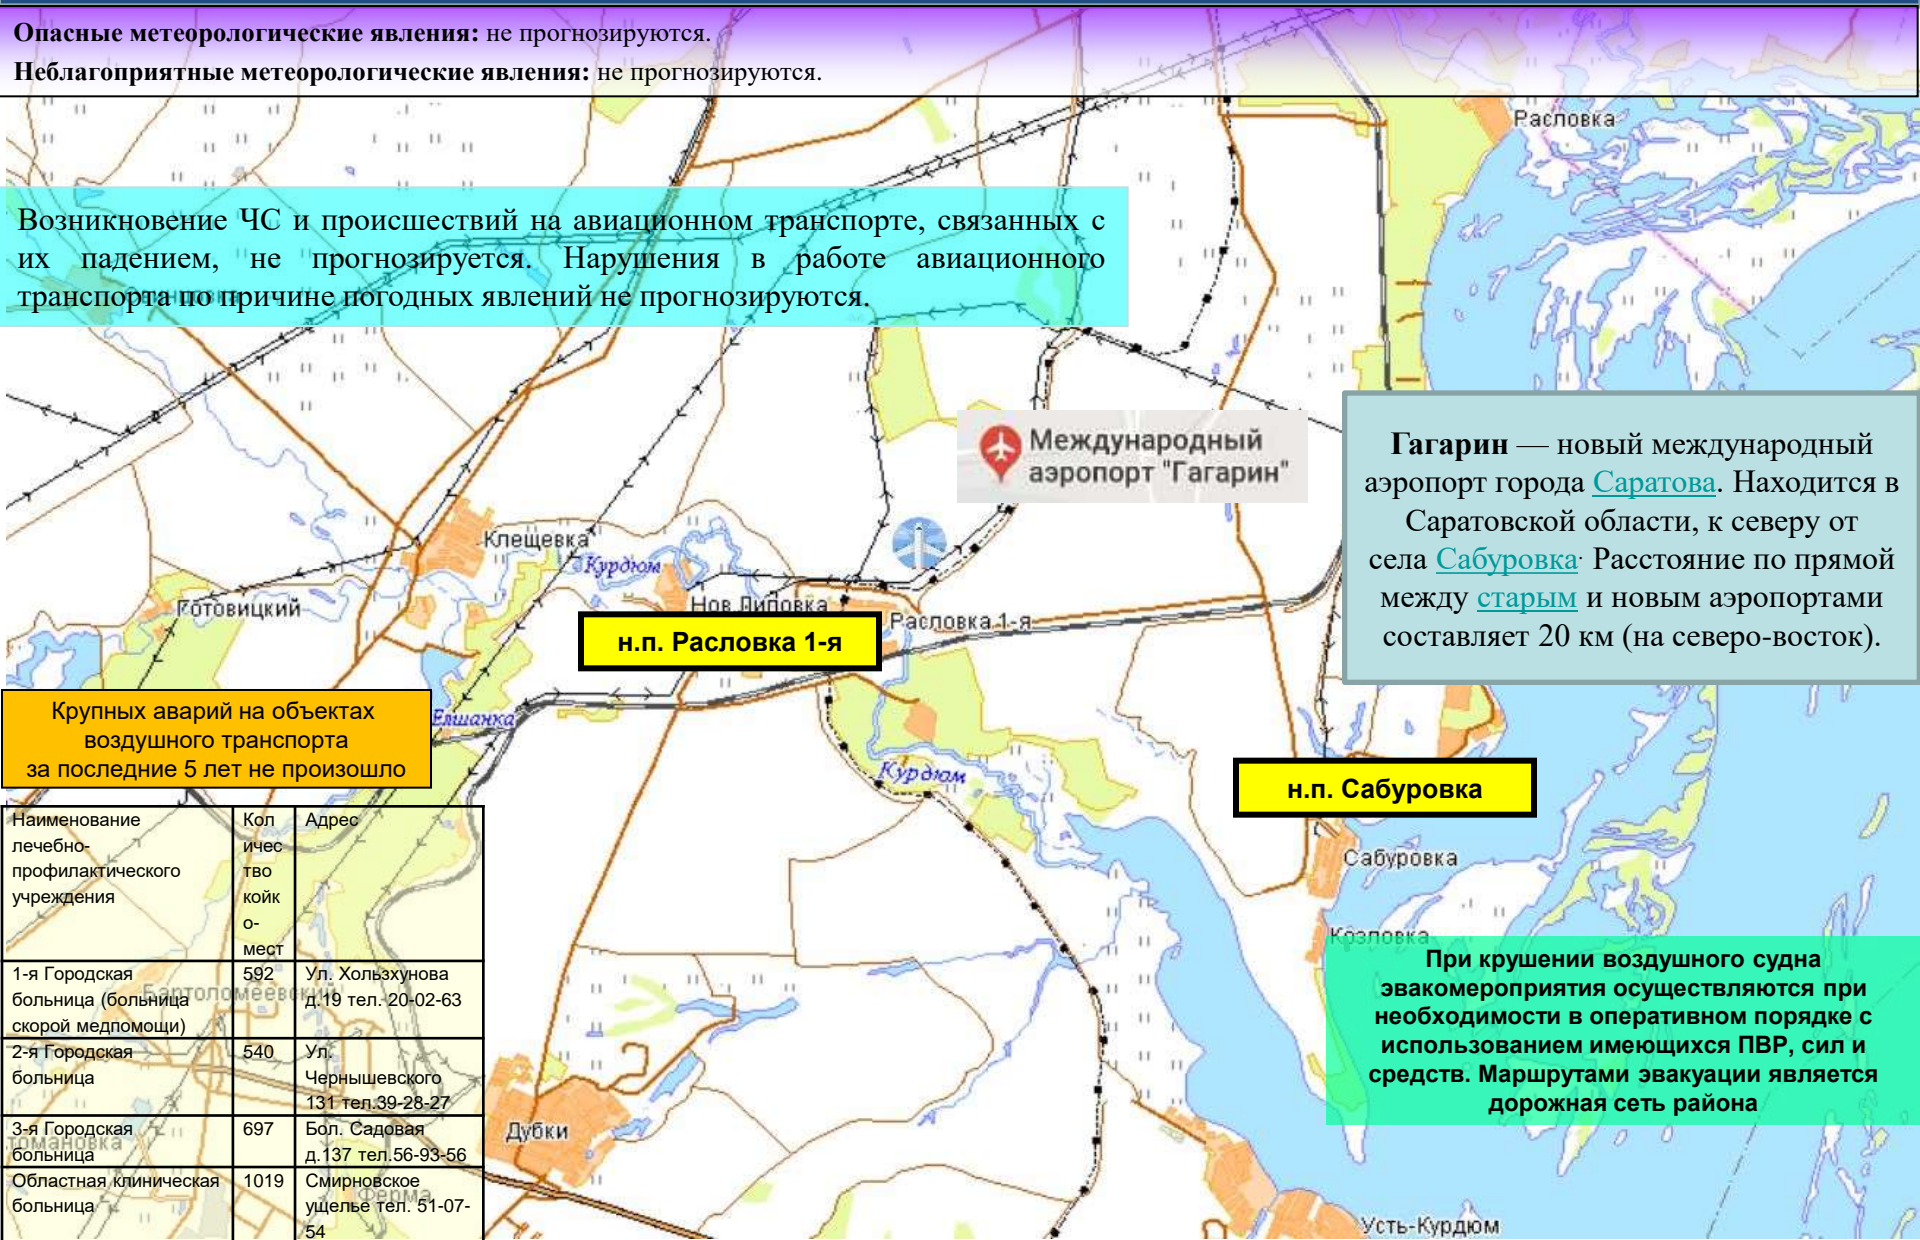 Опасные метеорологические явления: не прогнозируются.
Неблагоприятные метеорологические явления: не прогнозируются.
Расловка
Возникновение ЧС и происшествий на авиационном транспорте, связанных с
их падением, не прогнозируется. Нарушения в работе авиационного
транспорта по причине погодных явлений не прогнозируются.
Международный
аэропорт "Гагарин"
Гагарин — новый международный
аэропорт города Саратова. Находится в
Саратовской области, к северу от
села Сабуровка. Расстояние по прямой
между старым и новым аэропортами
составляет 20 км (на северо-восток).
Клещевка
Курдюм
Готовицкий
Нов.Липовка
Расловка 1-я
н.п. Расловка 1-я
Елшанка
Крупных аварий на объектах
воздушного транспорта
за последние 5 лет не произошло
Курдюм
н.п. Сабуровка
Сабуровка
Козловка
Наименование
лечебно-
профилактического
учреждения
Кол
ичес
тво
койк
о-
мест
Адрес
1-я Городская
больница (больница
скорой медпомощи)
592
Ул. Хользхунова
д.19 тел. 20-02-63
Бартоломеевский
2-я Городская
больница
540
Ул.
Чернышевского
131 тел.39-28-27
3-я Городская
больница
697
Бол. Садовая
д.137 тел.56-93-56
Областная клиническая
больница
1019
Смирновское
ущелье тел. 51-07-
54
Ферма
Дубки
При крушении воздушного судна
эвакомероприятия осуществляются при
необходимости в оперативном порядке с
использованием имеющихся ПВР, сил и
средств. Маршрутами эвакуации является
дорожная сеть района
Усть-Курдюм